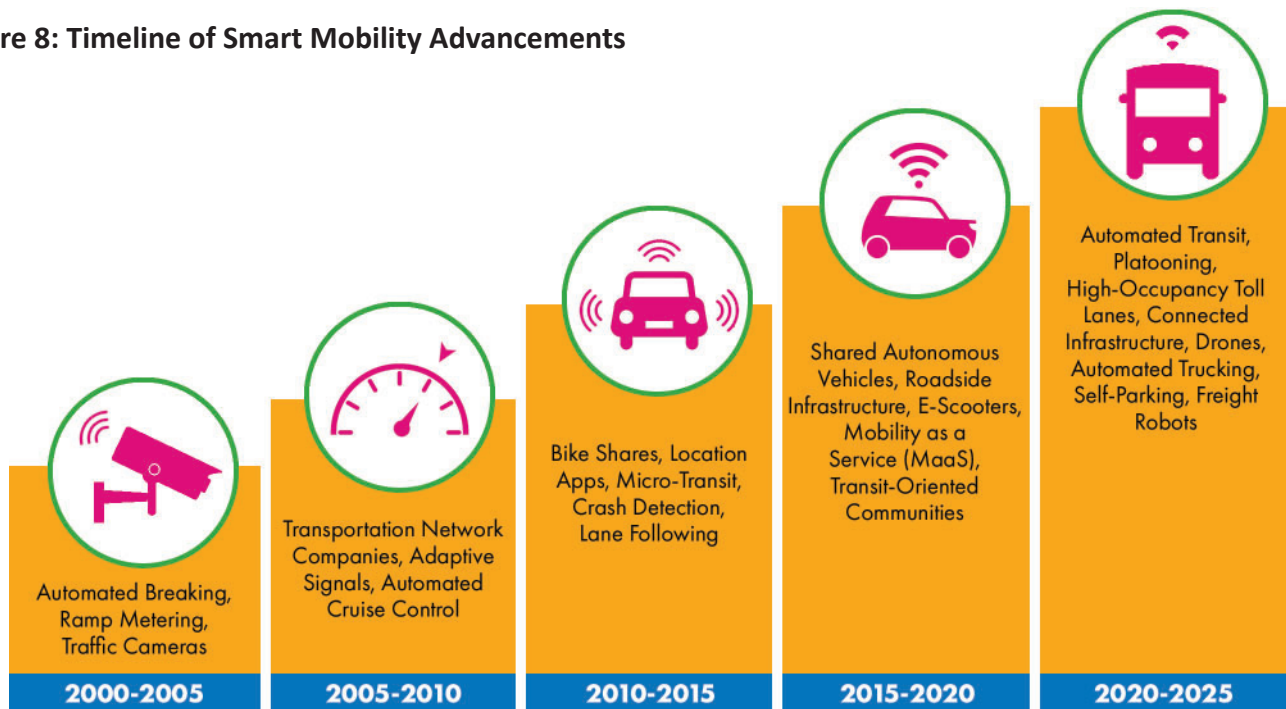 re 8: Timeline of Smart Mobility Advancements
Automated Breaking,
Ramp Metering,
Traffic Cameras
2000-2005
Transportation Network
Companies, Adaptive
Signals, Automated
Cruise Control
2005-2010
Bike Shares, Location
Apps, Micro-Transit,
Crash Detection,
Lane Following
2010-2015
Shared Autonomous
Vehicles, Roadside
Infrastructure, E-Scooters,
Mobility as a
Service (MaaS),
Transit-Oriented
Communities
2015-2020
Automated Transit,
Platooning,
High-Occupancy Toll
Lanes, Connected
Infrastructure, Drones,
Automated Trucking,
Self-Parking, Freight
Robots
2020-2025